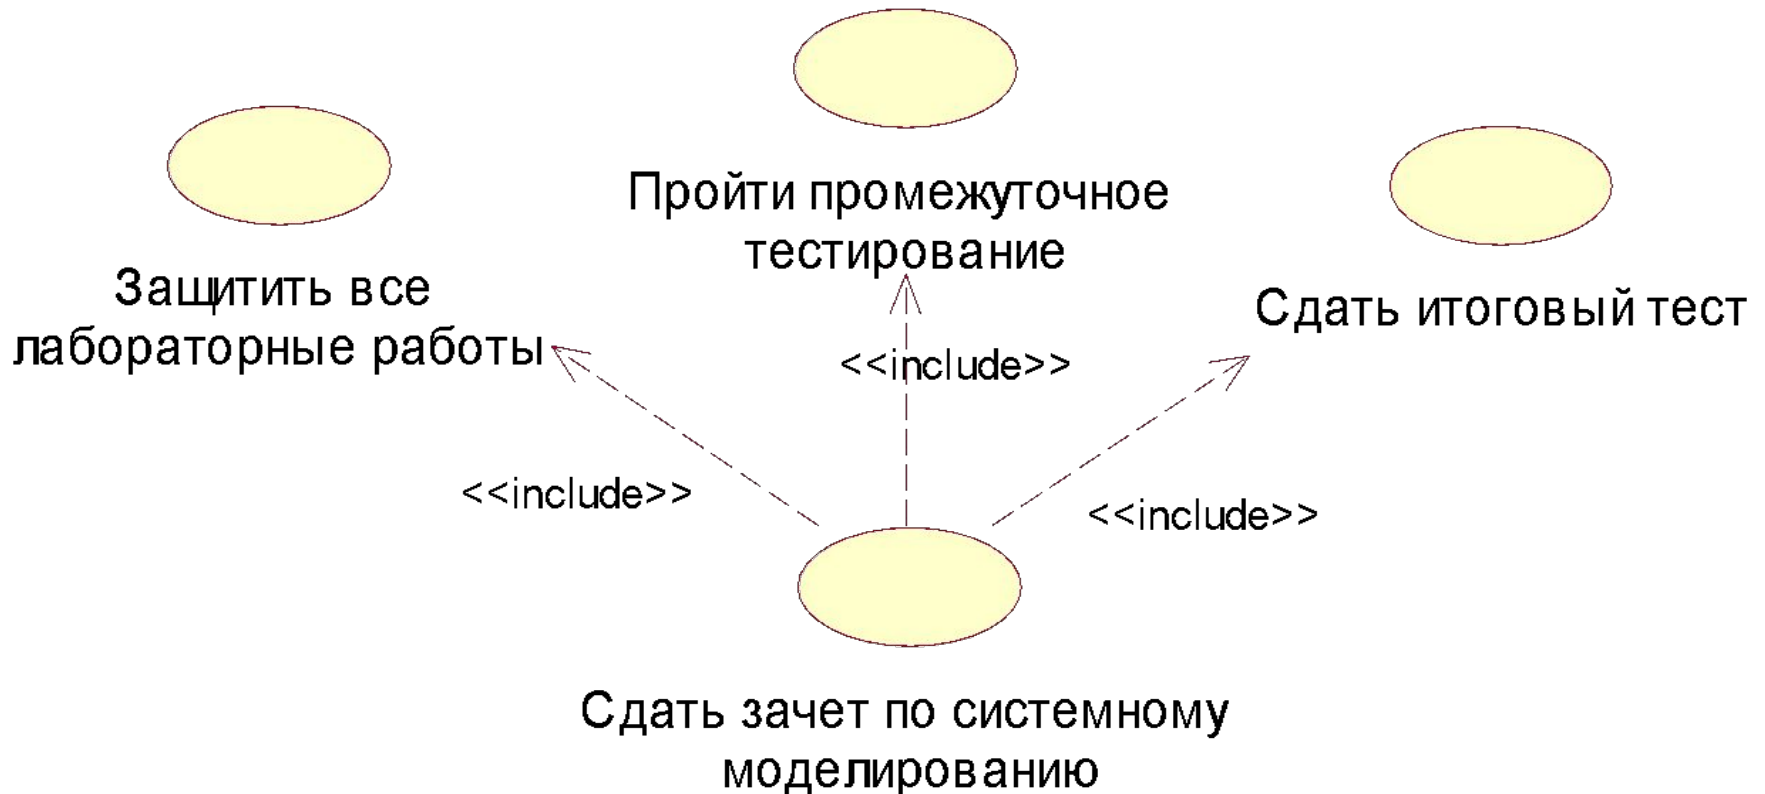 Пройти промежуточное
тестирование
Защитить все
лабораторные работы
Сдать итоговый тест
<<include>>
<<include>>
<<include>>
Сдать зачет по системному
моделированию